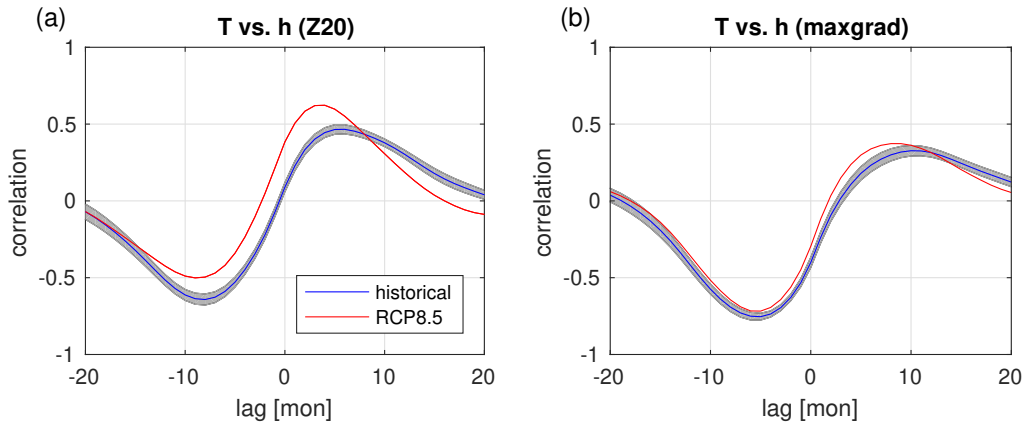 (a)
T vs. h (Z20)
1
0.5
0
-0.5
-1
correlation
-20
-10
0
10
20
lag [mon]
historical
RCP8.5
(b)
T vs. h (maxgrad)
1
0.5
0
-0.5
-1
correlation
-20
-10
0
10
20
lag [mon]